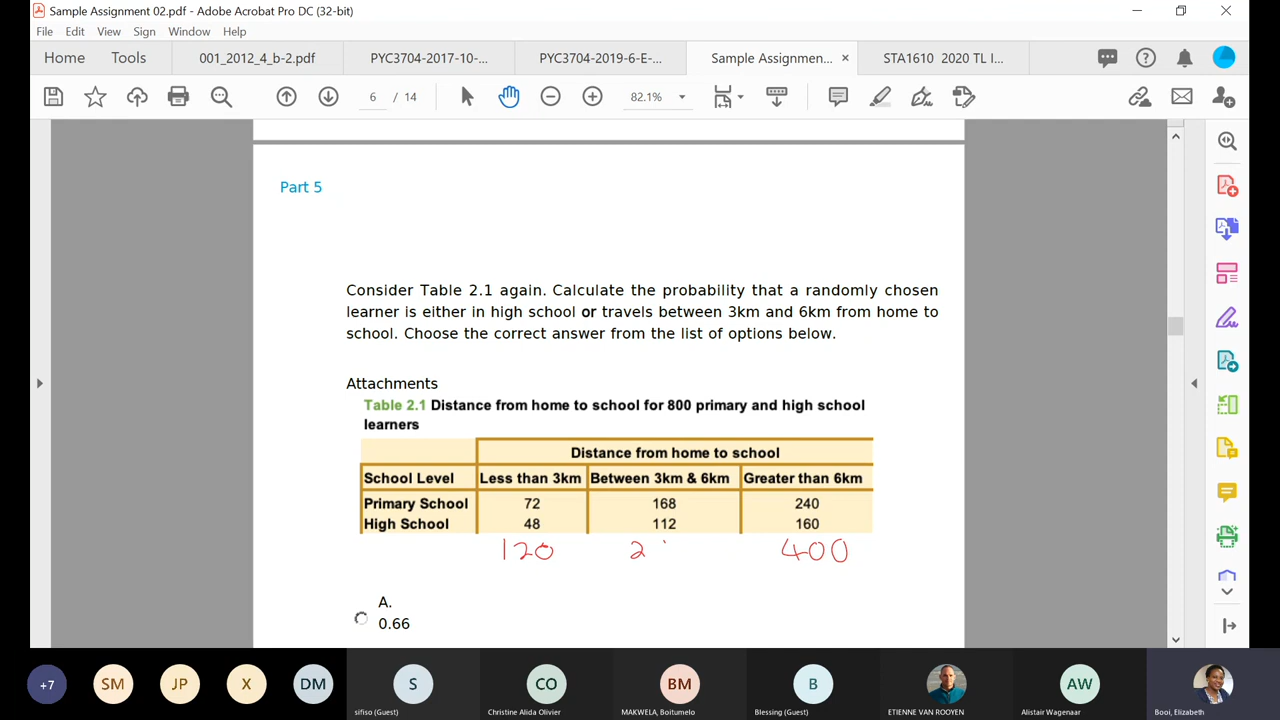 Sample Assignment 02.pdf - Adobe Acrobat Pro DC (32-bit)
File Edit View Sign Window Help
Home Tools 001_2012_4_b-2.pdf PYC3704-2017-10-... PYC3704-2019-6-E-... Sample Assignmen... × STA1610 2020 TL I...
6 / 14 82.1%
Part 5
Consider Table 2.1 again. Calculate the probability that a randomly chosen
learner is either in high school or travels between 3km and 6km from home to
school. Choose the correct answer from the list of options below.
Attachments
Table 2.1 Distance from home to school for 800 primary and high school
learners
Distance from home to school
School Level Less than 3km Between 3km & 6km Greater than 6km
Primary School 72 168 240
High School 48 112 160
120 2 400
A.
0.66
+7 SM JP X DM S CO BM B AW
sifiso (Guest) Christine Alida Olivier MAKWELA, Boitumelo Blessing (Guest) ETIENNE VAN ROOYEN Alistair Wagenaar Booi, Elizabeth